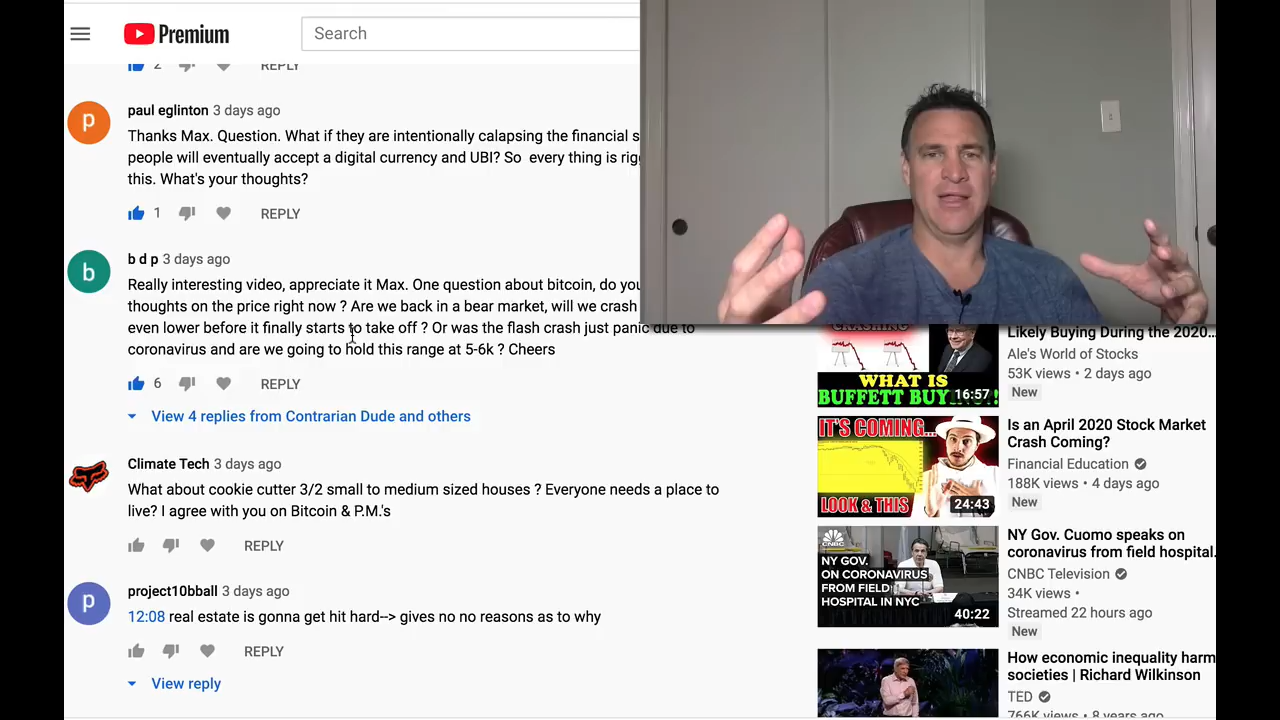 Premium
Search
2 REPLY
paul eglinton 3 days ago
Thanks Max. Question. What if they are intentionally calapsing the financial s
people will eventually accept a digital currency and UBI? So every thing is rig
this. What's your thoughts?
1 REPLY
b d p 3 days ago
Really interesting video, appreciate it Max. One question about bitcoin, do you
thoughts on the price right now ? Are we back in a bear market, will we crash
even lower before it finally starts to take off ? Or was the flash crash just panic due to
coronavirus and are we going to hold this range at 5-6k ? Cheers
6 REPLY
View 4 replies from Contrarian Dude and others
Climate Tech 3 days ago
What about cookie cutter 3/2 small to medium sized houses ? Everyone needs a place to
live? I agree with you on Bitcoin & P.M.'s
REPLY
project10bball 3 days ago
12:08 real estate is gonna get hit hard--> gives no no reasons as to why
REPLY
View reply
CRASHING
WHAT IS
BUFFETT BUY
16:57
Likely Buying During the 2020...
Ale's World of Stocks
53K views • 2 days ago
New
IT'S COMING...
LOOK & THIS
24:43
Is an April 2020 Stock Market
Crash Coming?
Financial Education
188K views • 4 days ago
New
CNBC
NY GOV.
ON CORONAVIRUS
FROM FIELD
HOSPITAL IN NYC
40:22
NY Gov. Cuomo speaks on
coronavirus from field hospital.
CNBC Television
34K views •
Streamed 22 hours ago
New
How economic inequality harm
societies | Richard Wilkinson
TED
766K views • 8 years ago